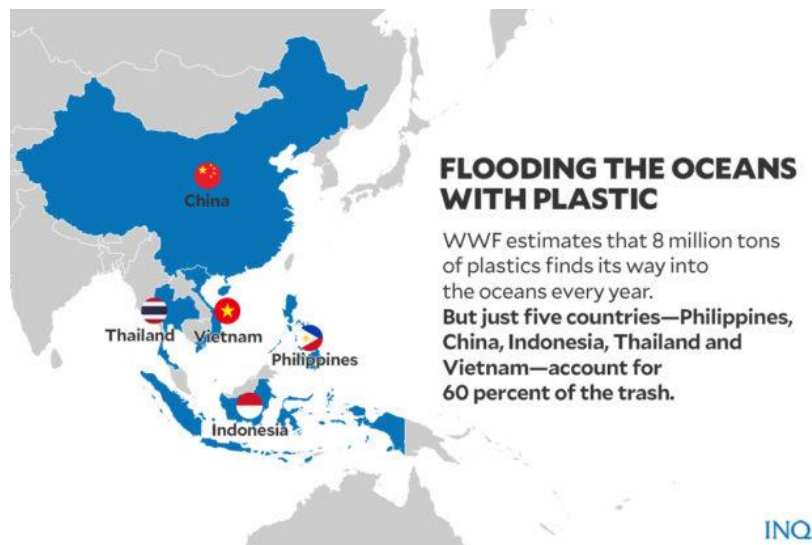 FLOODING THE OCEANS
WITH PLASTIC
WWF estimates that 8 million tons
of plastics finds its way into
the oceans every year.
But just five countries—Philippines,
China, Indonesia, Thailand and
Vietnam—account for
60 percent of the trash.
China
Thailand
Vietnam
Philippines
Indonesia
INQ